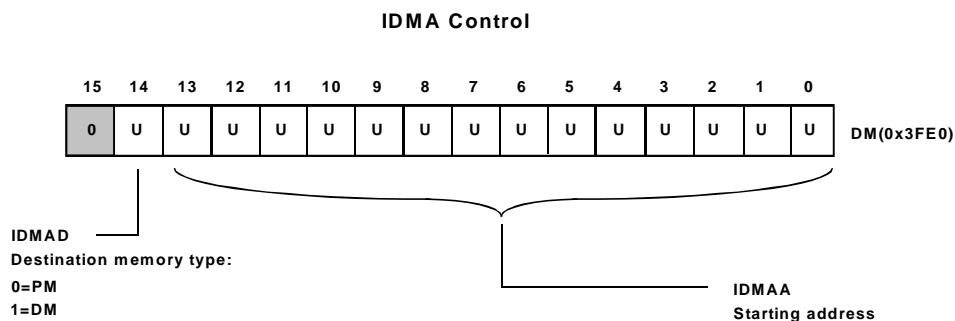 IDMA Control
15 14 13 12 11 10 9 8 7 6 5 4 3 2 1 0
0 U U U U U U U U U U U U U U U DM(0x3FE0)
IDMAD
Destination memory type:
0=PM
1=DM
IDMAA
Starting address